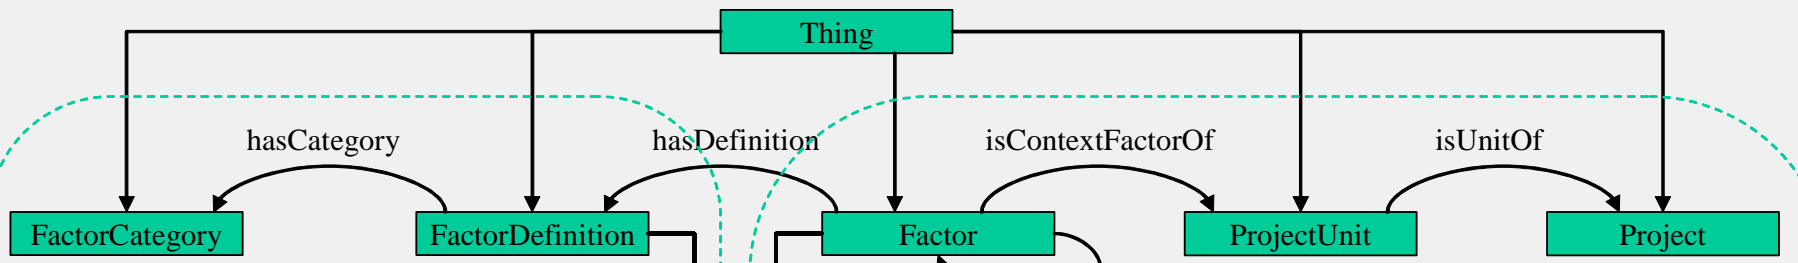 Thing
hasCategory
hasDefinition
isContextFactorOf
isUnitOf
FactorCategory
FactorDefinition
Factor
ProjectUnit
Project